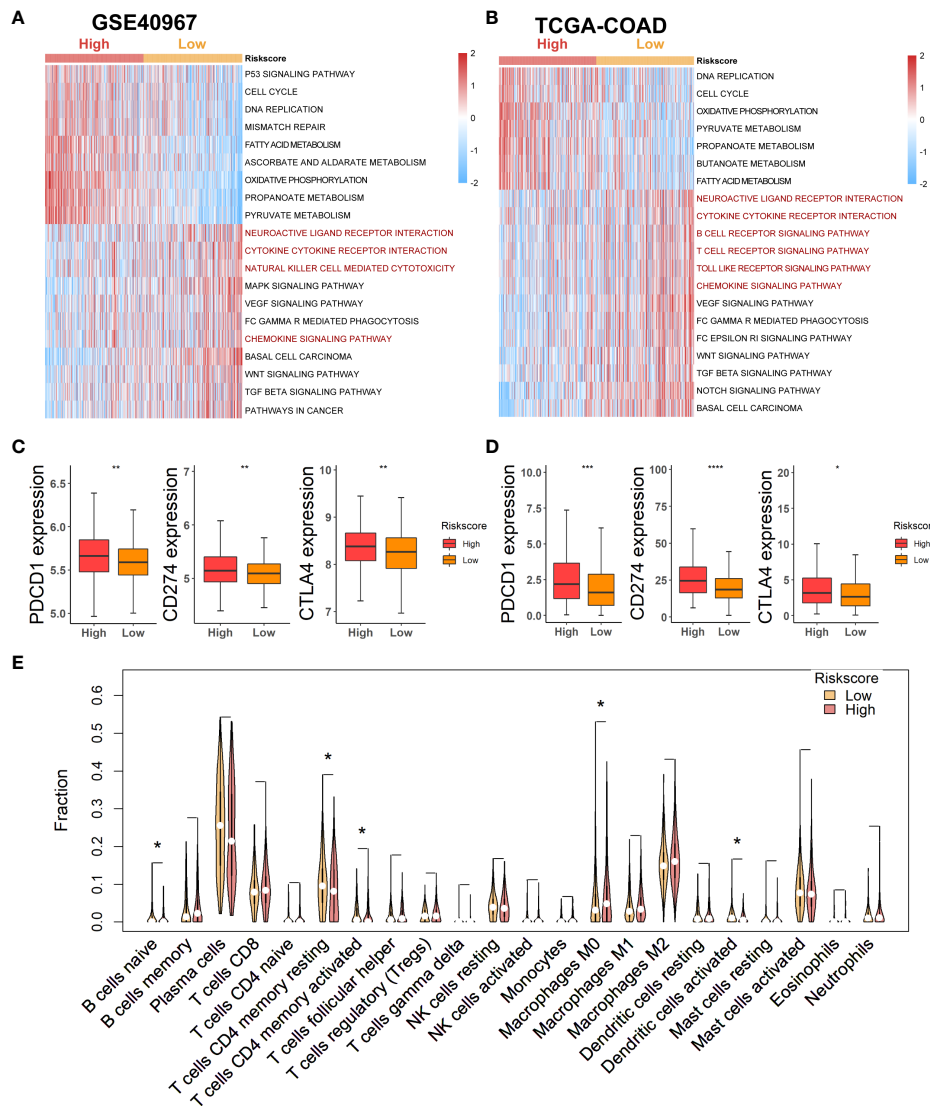 A
GSE40967
High
Low
Riskscore
P53 SIGNALING PATHWAY
CELL CYCLE
DNA REPLICATION
MISMATCH REPAIR
FATTY ACID METABOLISM
ASCORBATE AND ALDARATE METABOLISM
OXIDATIVE PHOSPHORYLATION
PROPANOATE METABOLISM
PYRUVATE METABOLISM
NEUROACTIVE LIGAND RECEPTOR INTERACTION
CYTOKINE CYTOKINE RECEPTOR INTERACTION
NATURAL KILLER CELL MEDIATED CYTOTOXICITY
MAPK SIGNALING PATHWAY
VEGF SIGNALING PATHWAY
FC GAMMA R MEDIATED PHAGOCYTOSIS
CHEMOKINE SIGNALING PATHWAY
BASAL CELL CARCINOMA
WNT SIGNALING PATHWAY
TGF BETA SIGNALING PATHWAY
PATHWAYS IN CANCER
2
1
0
-1
-2
B
TCGA-COAD
High
Low
Riskscore
DNA REPLICATION
CELL CYCLE
OXIDATIVE PHOSPHORYLATION
PYRUVATE METABOLISM
PROPANOATE METABOLISM
BUTANOATE METABOLISM
FATTY ACID METABOLISM
NEUROACTIVE LIGAND RECEPTOR INTERACTION
CYTOKINE CYTOKINE RECEPTOR INTERACTION
B CELL RECEPTOR SIGNALING PATHWAY
T CELL RECEPTOR SIGNALING PATHWAY
TOLL LIKE RECEPTOR SIGNALING PATHWAY
CHEMOKINE SIGNALING PATHWAY
VEGF SIGNALING PATHWAY
FC GAMMA R MEDIATED PHAGOCYTOSIS
FC EPSILON RI SIGNALING PATHWAY
WNT SIGNALING PATHWAY
TGF BETA SIGNALING PATHWAY
NOTCH SIGNALING PATHWAY
BASAL CELL CARCINOMA
2
1
0
-1
-2
C
PDCD1 expression
6.5
6.0
5.5
5.0
**
High
Low
CD274 expression
7
6
5
**
High
Low
CTLA4 expression
10
9
8
7
**
High
Low
Riskscore
High
Low
D
PDCD1 expression
10.0
7.5
5.0
2.5
0.0
***
High
Low
CD274 expression
100
75
50
25
0
****
High
Low
CTLA4 expression
20
15
10
5
0
*
High
Low
Riskscore
High
Low
E
Fraction
0.6
0.5
0.4
0.3
0.2
0.1
0.0
*
*
*
*
*
Riskscore
Low
High
B cells naive
B cells memory
Plasma cells
T cells CD8
T cells CD4 naive
T cells CD4 memory resting
T cells CD4 memory activated
T cells follicular helper
T cells regulatory (Tregs)
T cells gamma delta
NK cells resting
NK cells activated
Monocytes
Macrophages M0
Macrophages M1
Macrophages M2
Dendritic cells resting
Dendritic cells activated
Mast cells resting
Mast cells activated
Eosinophils
Neutrophils